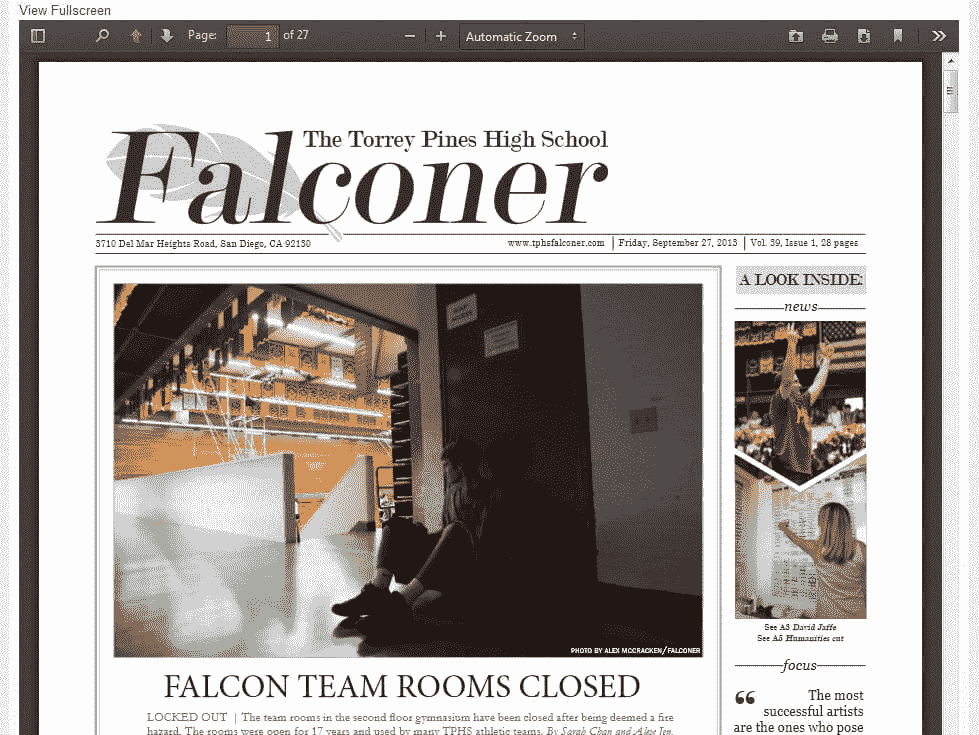 View Fullscreen
Page: 1 of 27
Automatic Zoom
The Torrey Pines High School
Falconer
3710 Del Mar Heights Road, San Diego, CA 92130
www.tphsfalconer.com | Friday, September 27, 2013 | Vol. 39, Issue 1, 28 pages
A LOOK INSIDE:
news
See A3 David Jaffe
See A5 Humanities cut
focus
“ The most
successful artists
are the ones who pose
PHOTO BY ALEX MCCRACKEN/FALCONER
FALCON TEAM ROOMS CLOSED
LOCKED OUT | The team rooms in the second floor gymnasium have been closed after being deemed a fire
hazard. The rooms were open for 17 years and used by many TPHS athletic teams. By Sarah Chan and Alexe Jen.